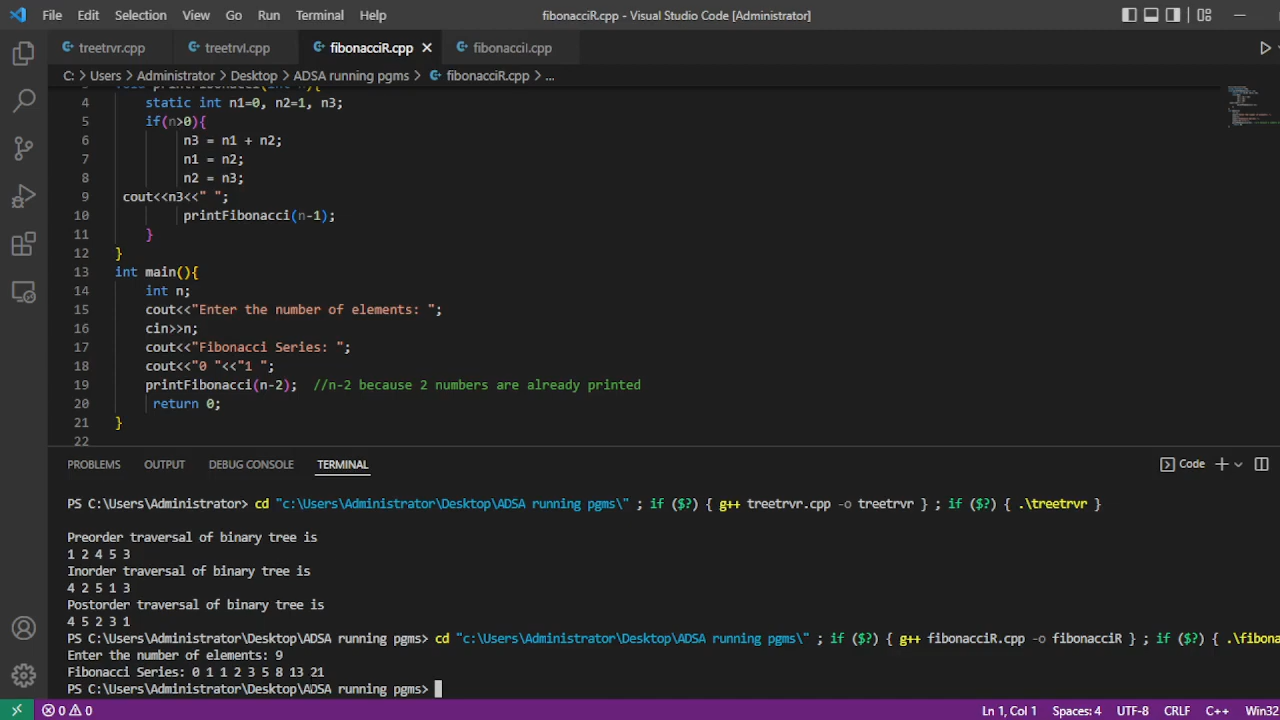 File Edit Selection View Go Run Terminal Help fibonacciR.cpp - Visual Studio Code [Administrator]
treetrvr.cpp treetrvl.cpp fibonacciR.cpp fibonacciI.cpp
C: > Users > Administrator > Desktop > ADSA running pgms > fibonacciR.cpp > ...
3 void printFibonacci(int n){
4 static int n1=0, n2=1, n3;
5 if(n>0){
6 n3 = n1 + n2;
7 n1 = n2;
8 n2 = n3;
9 cout<<n3<<" ";
10 printFibonacci(n-1);
11 }
12 }
13 int main(){
14 int n;
15 cout<<"Enter the number of elements: ";
16 cin>>n;
17 cout<<"Fibonacci Series: ";
18 cout<<"0 "<<"1 ";
19 printFibonacci(n-2); //n-2 because 2 numbers are already printed
20 return 0;
21 }
22
PROBLEMS OUTPUT DEBUG CONSOLE TERMINAL Code
PS C:\Users\Administrator> cd "c:\Users\Administrator\Desktop\ADSA running pgms\" ; if ($?) { g++ treetrvr.cpp -o treetrvr } ; if ($?) { .\treetrvr }
Preorder traversal of binary tree is
1 2 4 5 3
Inorder traversal of binary tree is
4 2 5 1 3
Postorder traversal of binary tree is
4 5 2 3 1
PS C:\Users\Administrator\Desktop\ADSA running pgms> cd "c:\Users\Administrator\Desktop\ADSA running pgms\" ; if ($?) { g++ fibonacciR.cpp -o fibonacciR } ; if ($?) { .\fibona
Enter the number of elements: 9
Fibonacci Series: 0 1 1 2 3 5 8 13 21
PS C:\Users\Administrator\Desktop\ADSA running pgms>
0 0 Ln 1, Col 1 Spaces: 4 UTF-8 CRLF C++ Win32